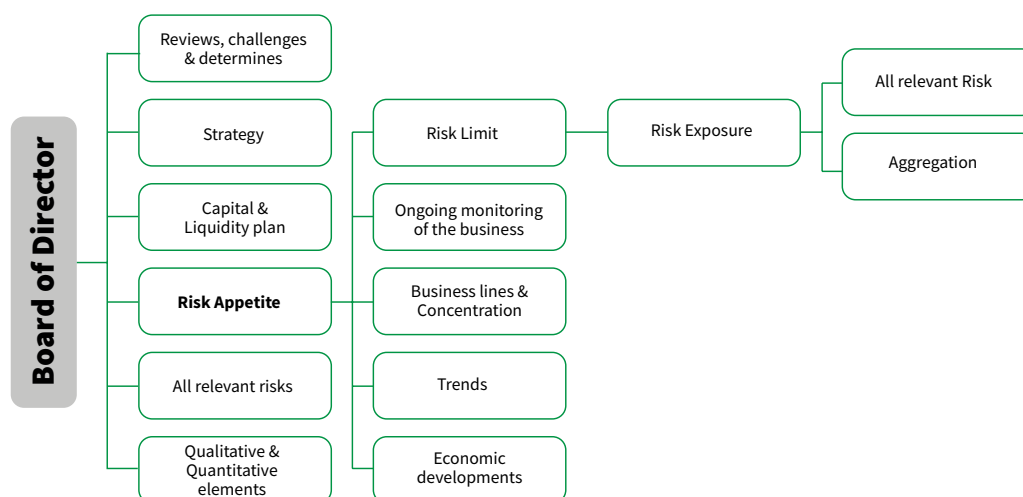 Board of Director
Reviews, challenges
& determines
Strategy
Capital &
Liquidity plan
Risk Appetite
All relevant risks
Qualitative &
Quantitative
elements
Risk Limit
Ongoing monitoring
of the business
Business lines &
Concentration
Trends
Economic
developments
Risk Exposure
All relevant Risk
Aggregation